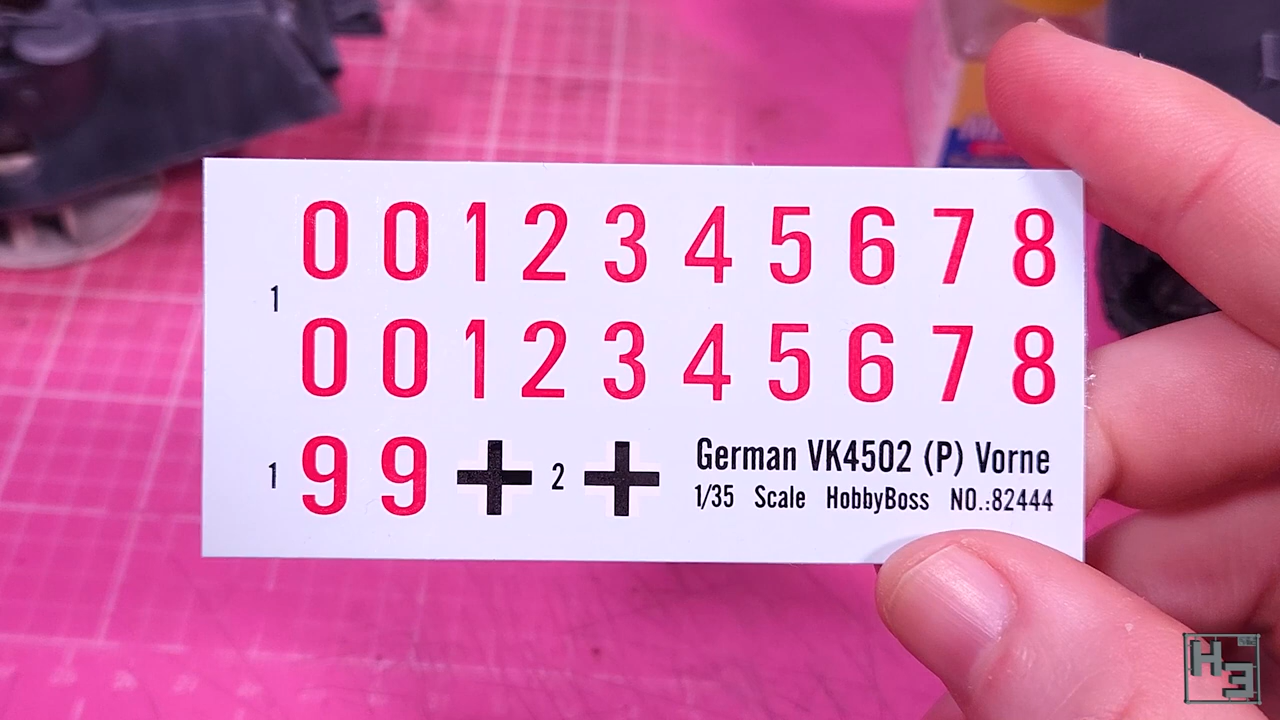 0 0 1 2 3 4 5 6 7 8
1
0 0 1 2 3 4 5 6 7 8
1 9 9 2 German VK4502 (P) Vorne
1/35 Scale HobbyBoss NO.:82444
H3